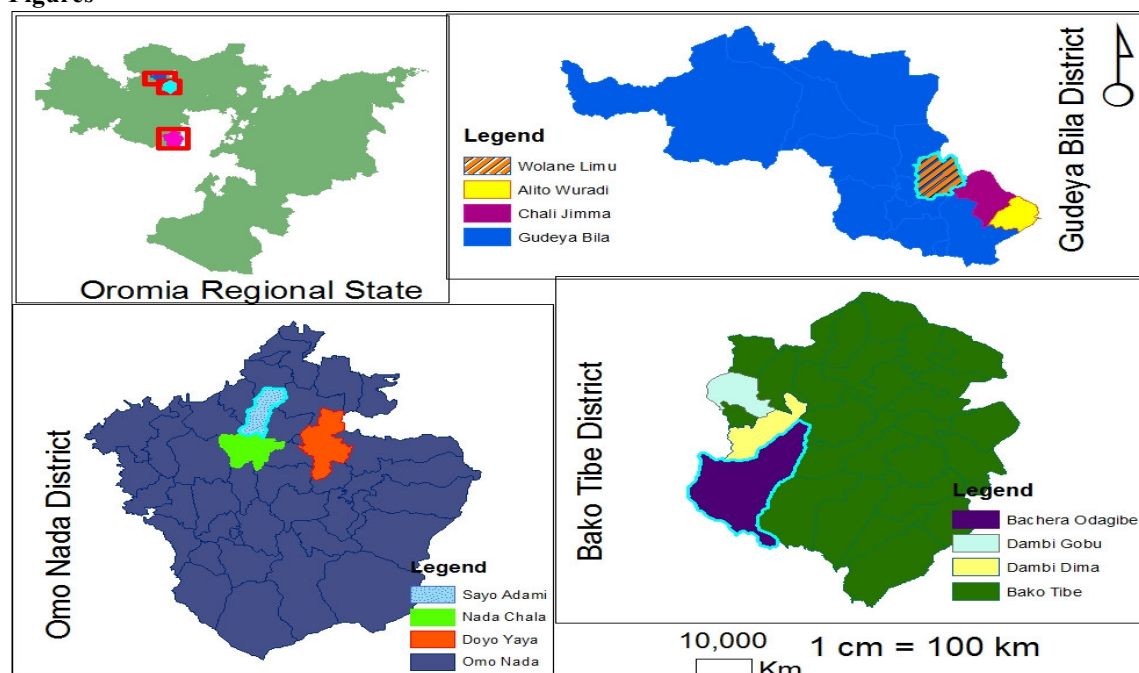 Figures
Oromia Regional State
Legend
Wolane Limu
Alito Wuradi
Chali Jimma
Gudeya Bila
Gudeya Bila District
Omo Nada District
Legend
Sayo Adami
Nada Chala
Doyo Yaya
Omo Nada
Bako Tibe District
Legend
Bachera Odagibe
Dambi Gobu
Dambi Dima
Bako Tibe
10,000
Km
1 cm = 100 km